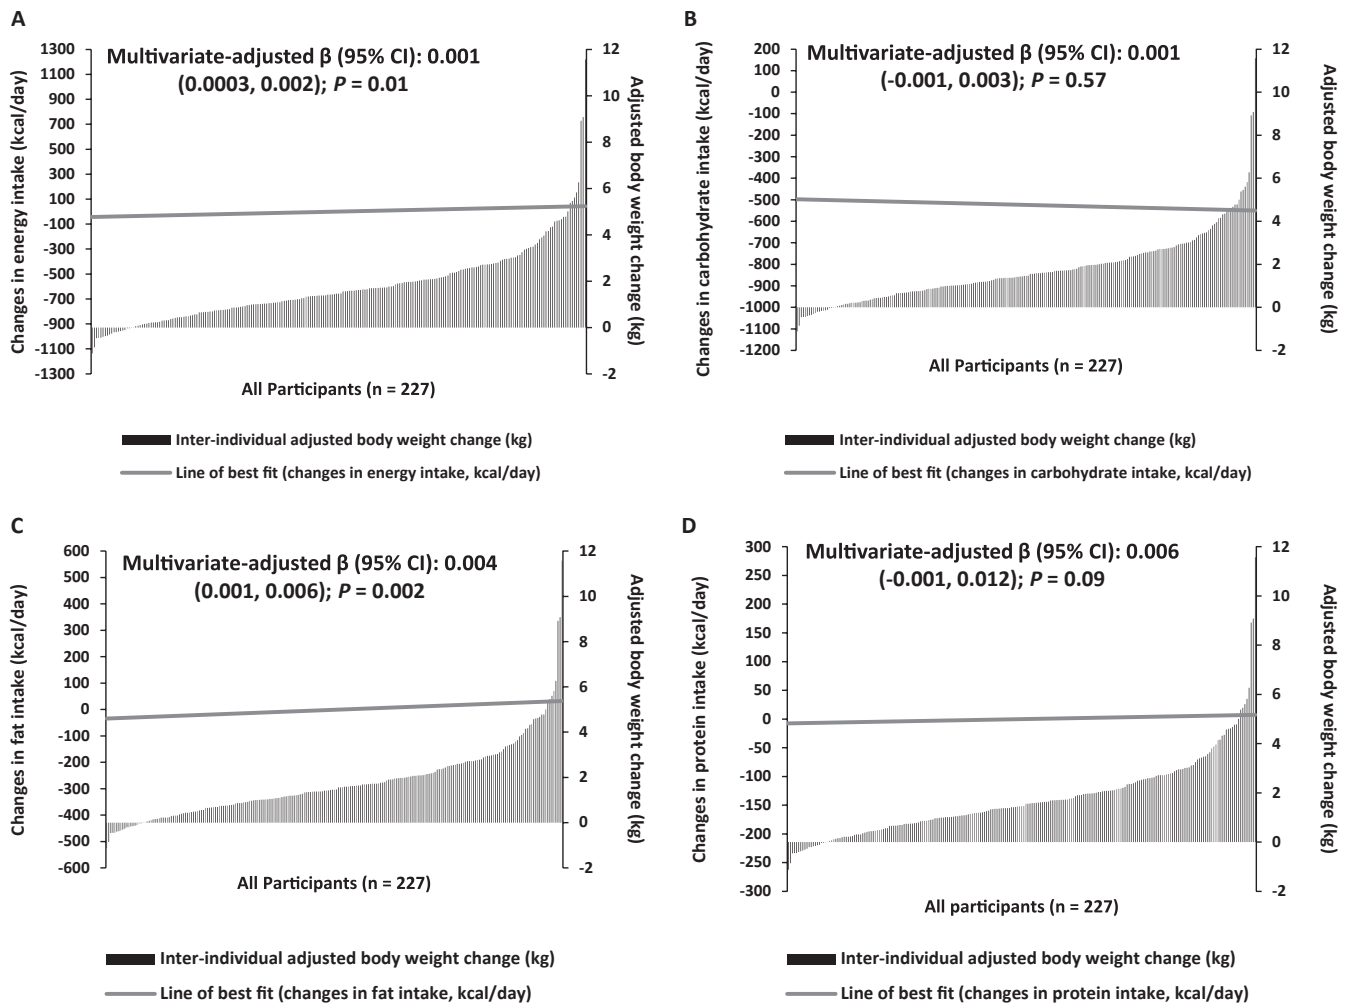 A
Multivariate-adjusted β (95% CI): 0.001
(0.0003, 0.002); P = 0.01
Changes in energy intake (kcal/day)
1300
1100
900
700
500
300
100
-100
-300
-500
-700
-900
-1100
-1300
12
10
8
6
4
2
0
-2
Adjusted body weight change (kg)
All Participants (n = 227)
Inter-individual adjusted body weight change (kg)
Line of best fit (changes in energy intake, kcal/day)
B
Multivariate-adjusted β (95% CI): 0.001
(-0.001, 0.003); P = 0.57
Changes in carbohydrate intake (kcal/day)
200
100
0
-100
-200
-300
-400
-500
-600
-700
-800
-900
-1000
-1100
-1200
12
10
8
6
4
2
0
-2
Adjusted body weight change (kg)
All Participants (n = 227)
Inter-individual adjusted body weight change (kg)
Line of best fit (changes in carbohydrate intake, kcal/day)
C
Multivariate-adjusted β (95% CI): 0.004
(0.001, 0.006); P = 0.002
Changes in fat intake (kcal/day)
600
500
400
300
200
100
0
-100
-200
-300
-400
-500
-600
12
10
8
6
4
2
0
-2
Adjusted body weight change (kg)
All Participants (n = 227)
Inter-individual adjusted body weight change (kg)
Line of best fit (changes in fat intake, kcal/day)
D
Multivariate-adjusted β (95% CI): 0.006
(-0.001, 0.012); P = 0.09
Changes in protein intake (kcal/day)
300
250
200
150
100
50
0
-50
-100
-150
-200
-250
-300
12
10
8
6
4
2
0
-2
Adjusted body weight change (kg)
All participants (n = 227)
Inter-individual adjusted body weight change (kg)
Line of best fit (changes in protein intake, kcal/day)